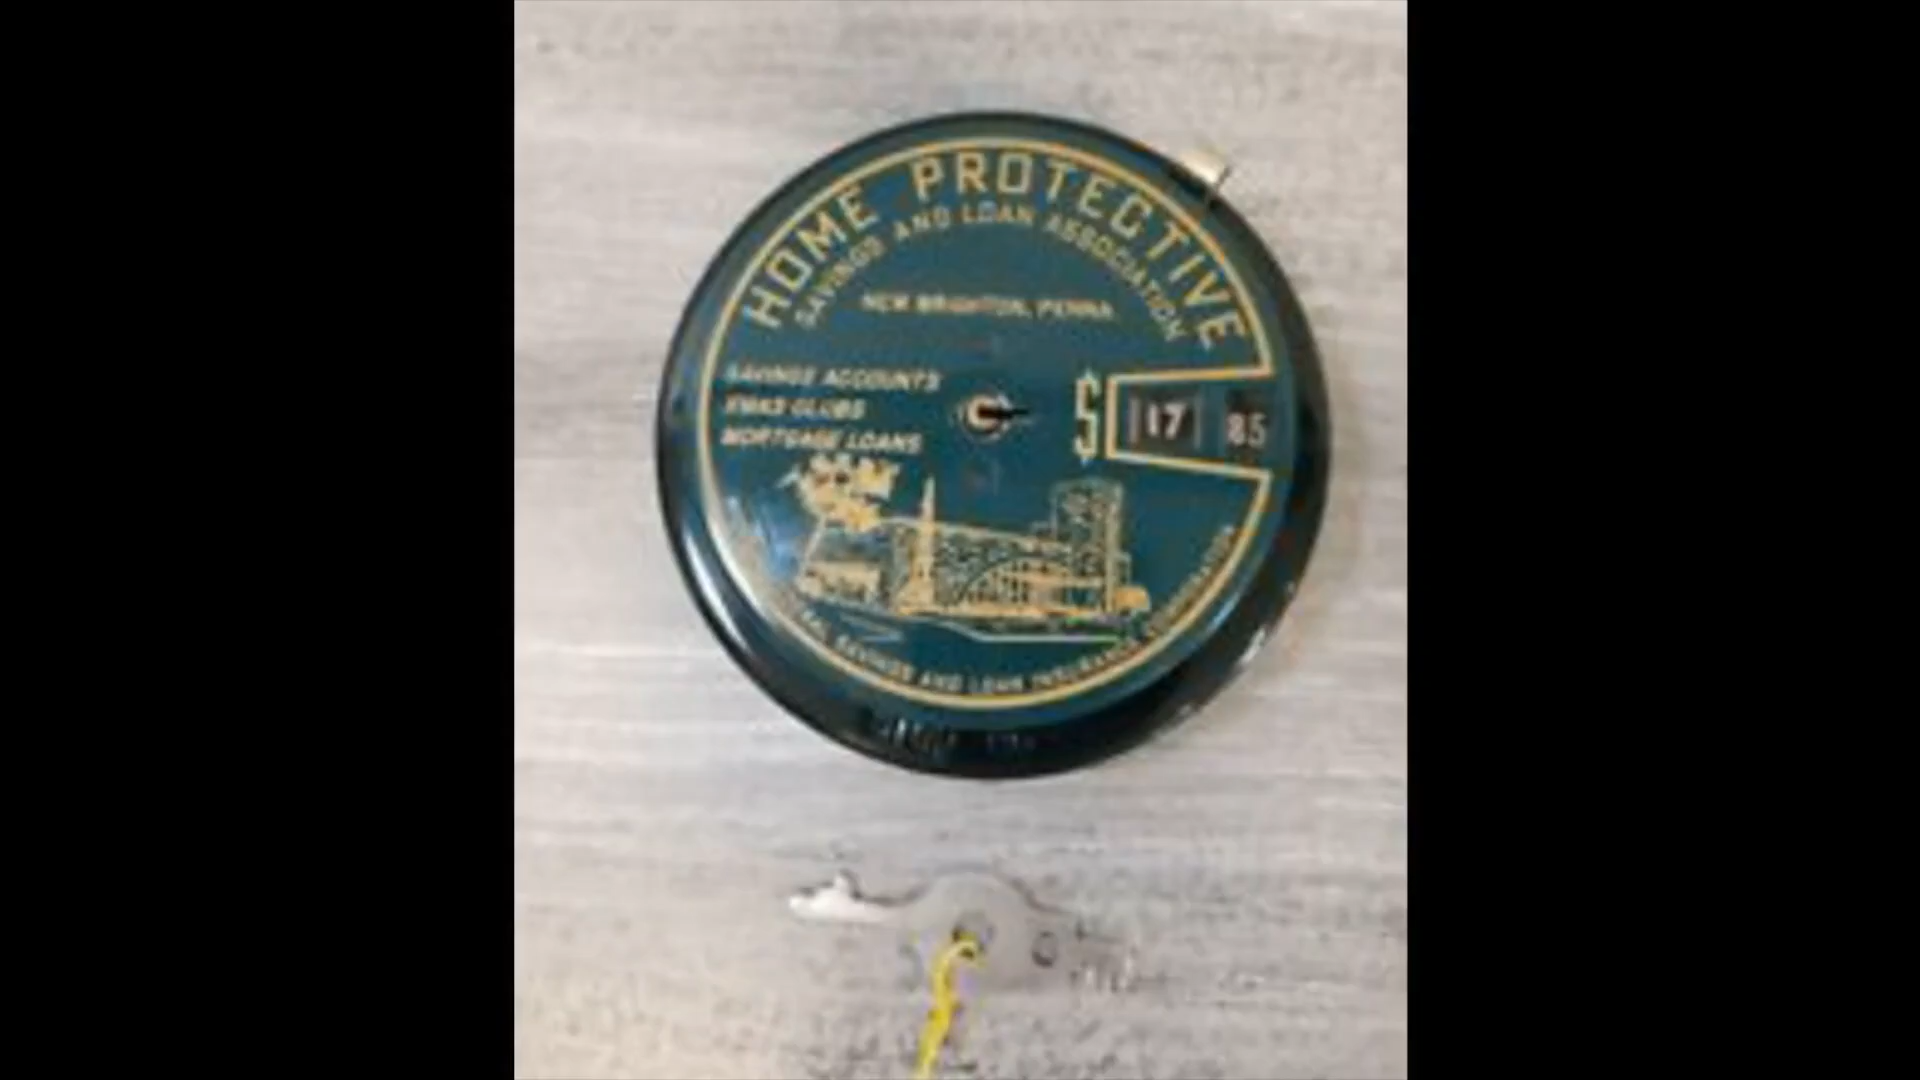 HOME PROTECTIVE
SAVINGS AND LOAN ASSOCIATION
NEW BRIGHTON, PENNA.
SAVINGS ACCOUNTS
XMAS CLUBS
MORTGAGE LOANS
$ 17 85
SAVINGS AND LOAN INSURANCE CORPORATION